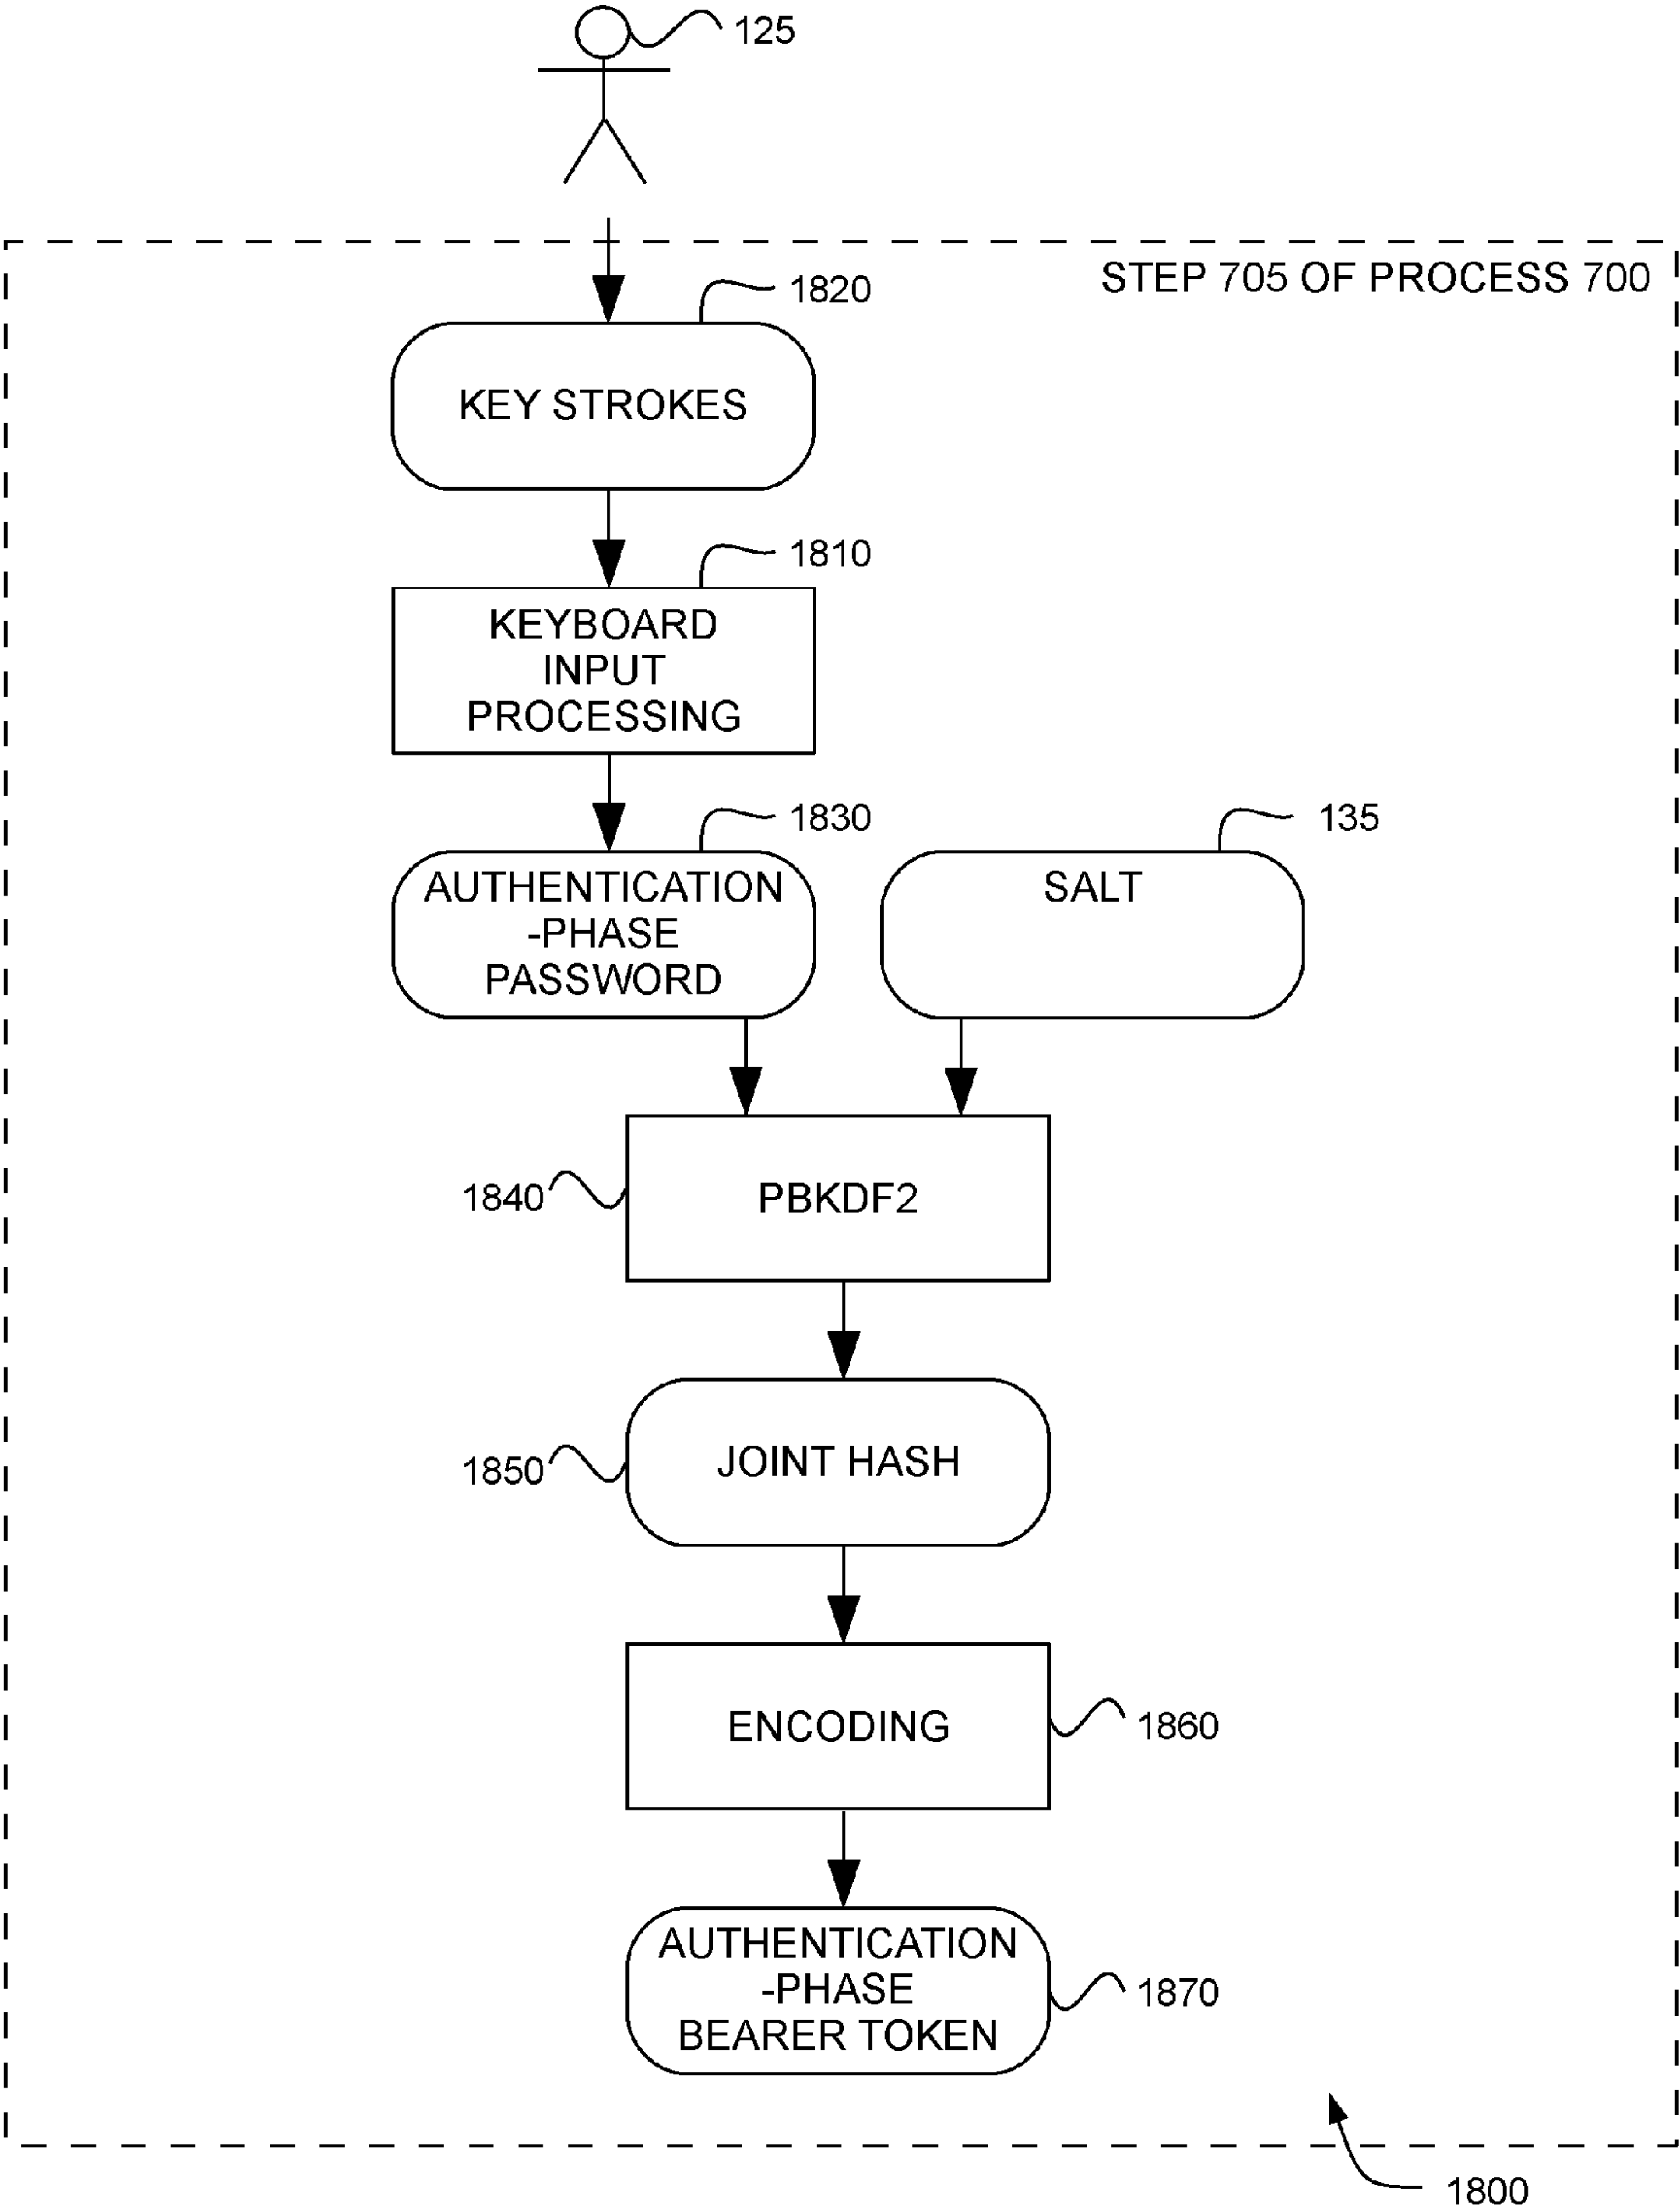 125
STEP 705 OF PROCESS 700
1820
KEY STROKES
1810
KEYBOARD
INPUT
PROCESSING
1830
135
AUTHENTICATION
-PHASE
PASSWORD
SALT
1840
PBKDF2
1850
JOINT HASH
ENCODING
1860
AUTHENTICATION
-PHASE
BEARER TOKEN
1870
1800